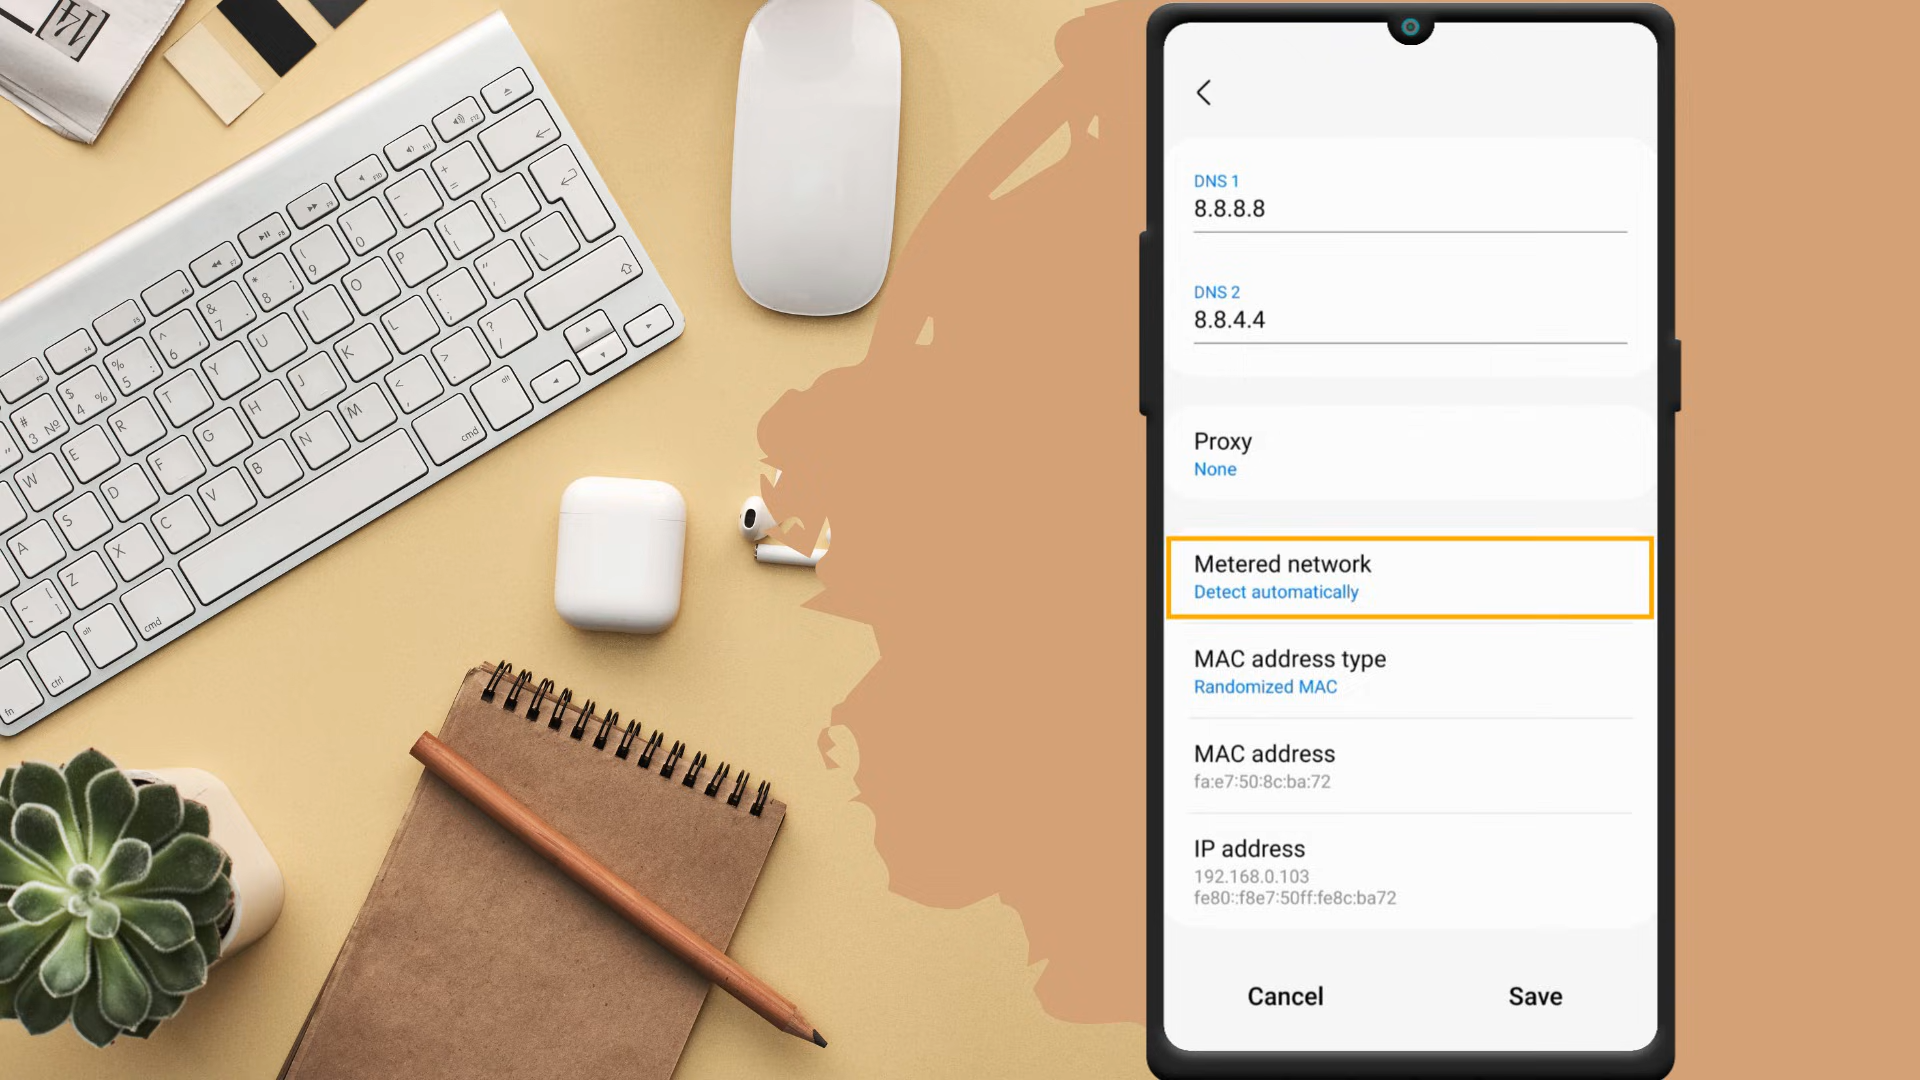 14
DNS 1
8.8.8.8
DNS 2
8.8.4.4
Proxy
None
Metered network
Detect automatically
MAC address type
Randomized MAC
MAC address
fa:e7:50:8c:ba:72
IP address
192.168.0.103
fe80::f8e7:50ff:fe8c:ba72
Cancel
Save